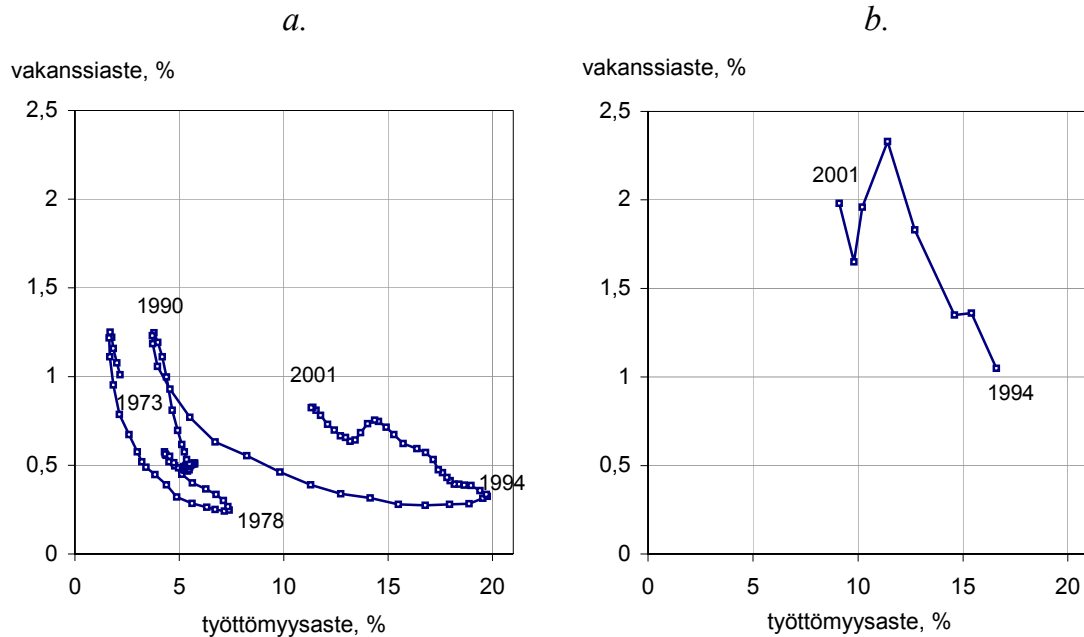 a.
vakanssiaste, %
2,5
2
1,5
1
0,5
0
1990
2001
1973
1994
1978
0 5 10 15 20
työttömyysaste, %
b.
vakanssiaste, %
2,5
2
1,5
1
0,5
0
2001
1994
0 5 10 15 20
työttömyysaste, %